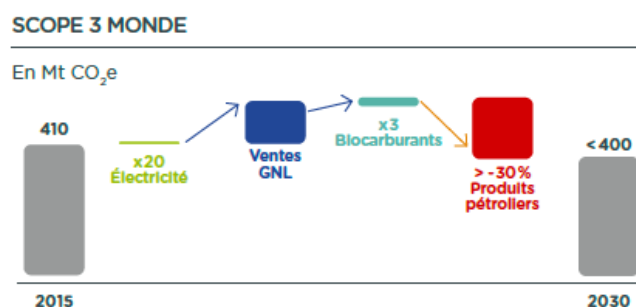 SCOPE 3 MONDE
En Mt CO₂e
410
x20
Électricité
Ventes
GNL
x3
Biocarburants
> -30%
Produits
pétroliers
<400
2015
2030